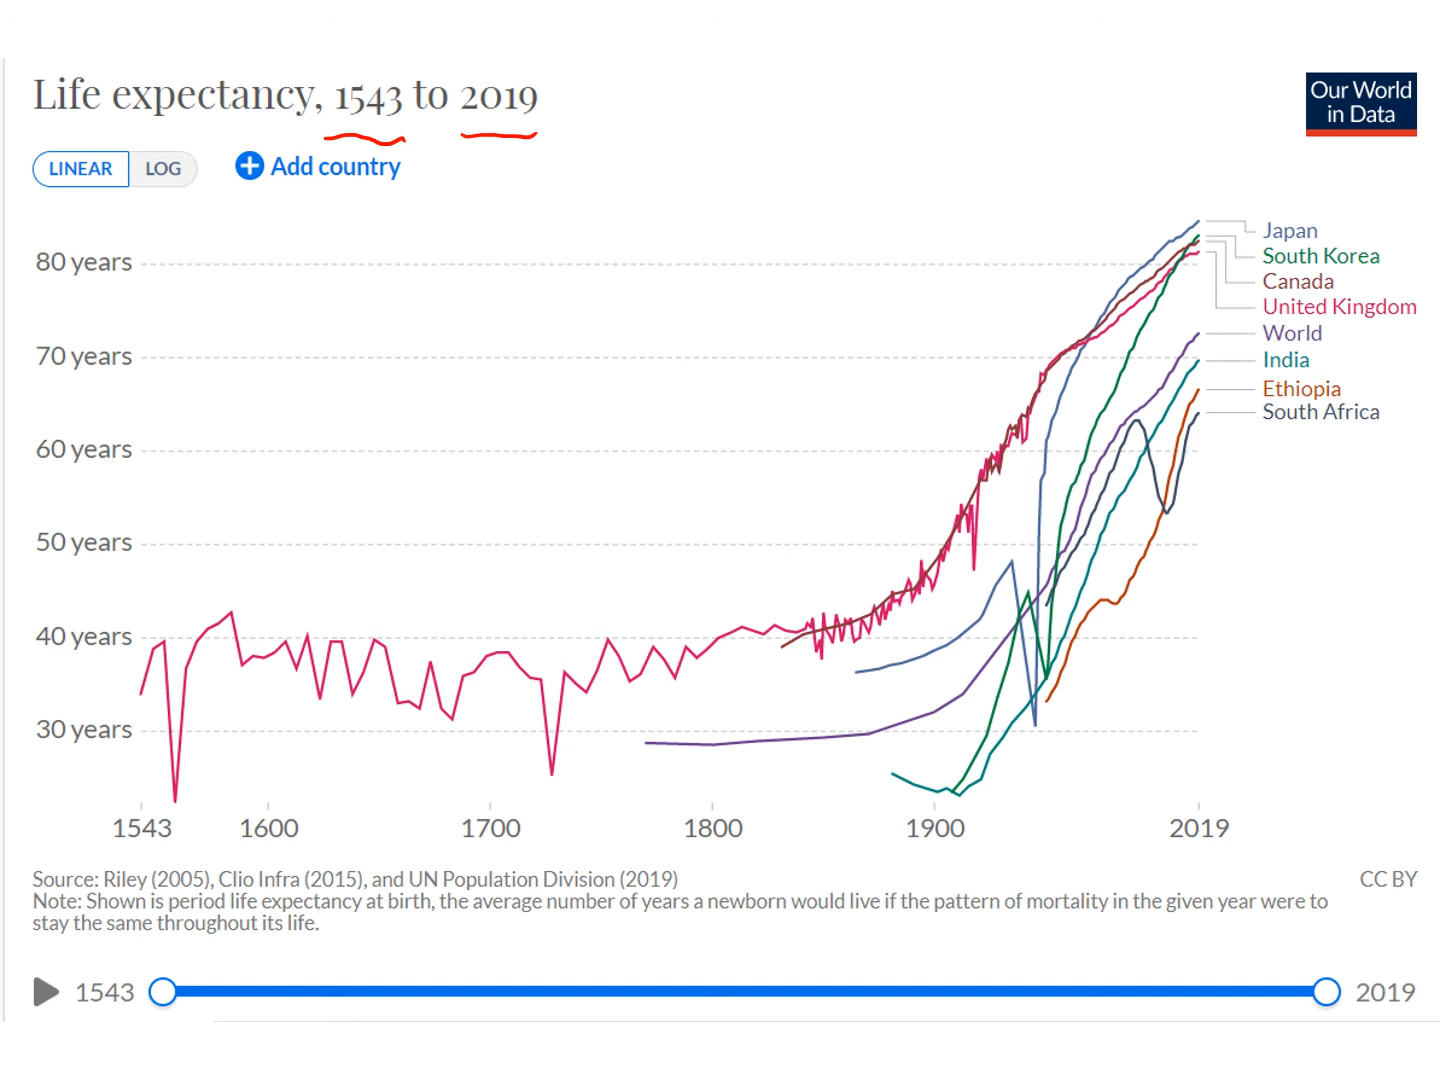 Life expectancy, 1543 to 2019
Our World
in Data
LINEAR
LOG
Add country
80 years
70 years
60 years
50 years
40 years
30 years
Japan
South Korea
Canada
United Kingdom
World
India
Ethiopia
South Africa
1543
1600
1700
1800
1900
2019
Source: Riley (2005), Clio Infra (2015), and UN Population Division (2019)
CC BY
Note: Shown is period life expectancy at birth, the average number of years a newborn would live if the pattern of mortality in the given year were to
stay the same throughout its life.
1543
2019